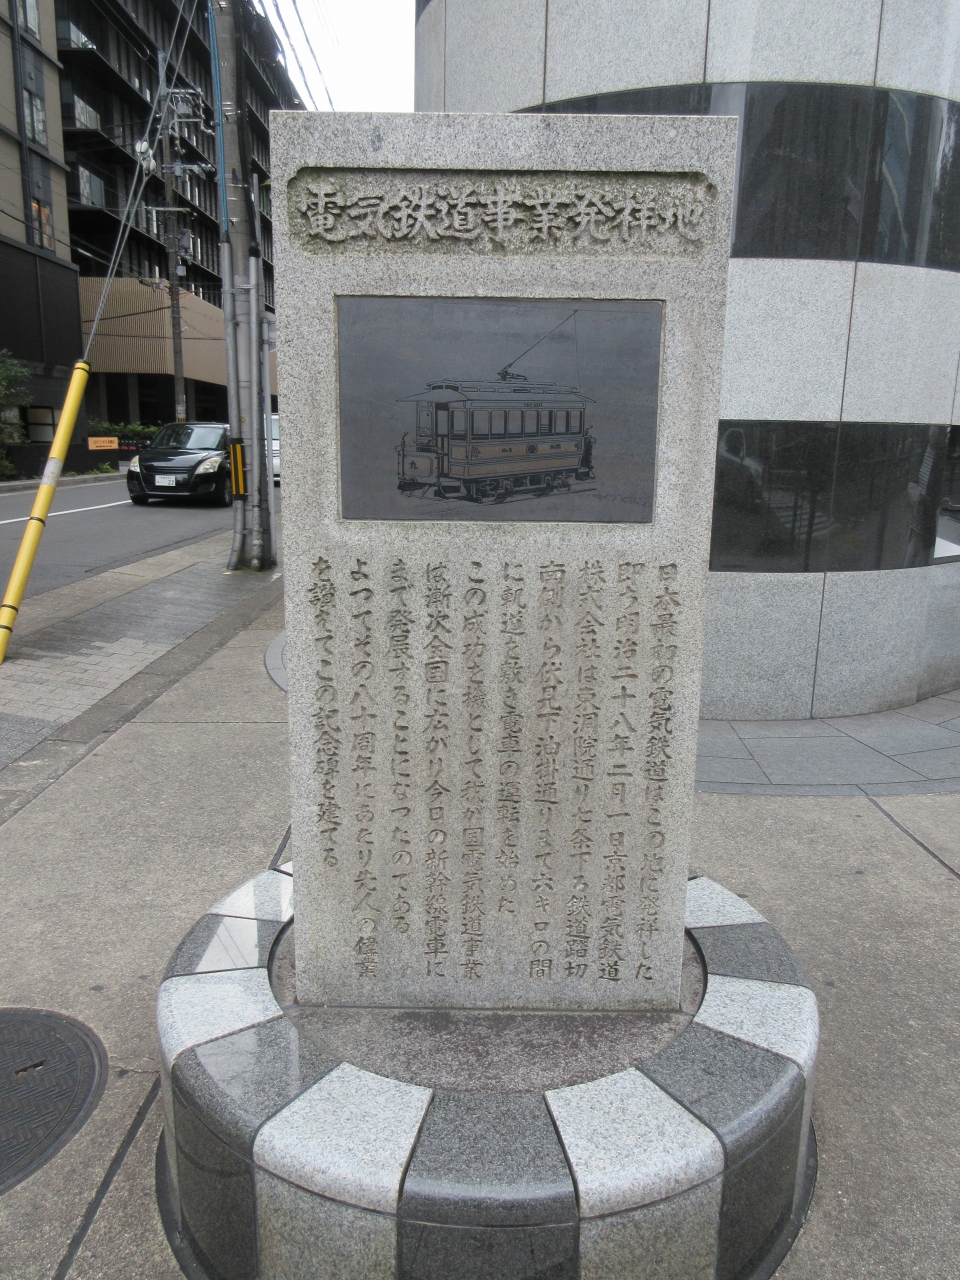 電気鉄道事業発祥地
日本最初の電気鉄道はこの地に発祥した
即ち明治二十八年二月一日京都電気鉄道
株式会社は東洞院通り七条下る鉄道踏切
南側から伏見下油掛通りまで六キロの間
に軌道を敷き電車の運転を始めた
この成功を機として我が国電気鉄道事業
は漸次全国に広がり今日の新幹線電車に
まで発展することになつたのである
よつてその八十周年にあたり先人の偉業
を讃えてこの記念碑を建てる